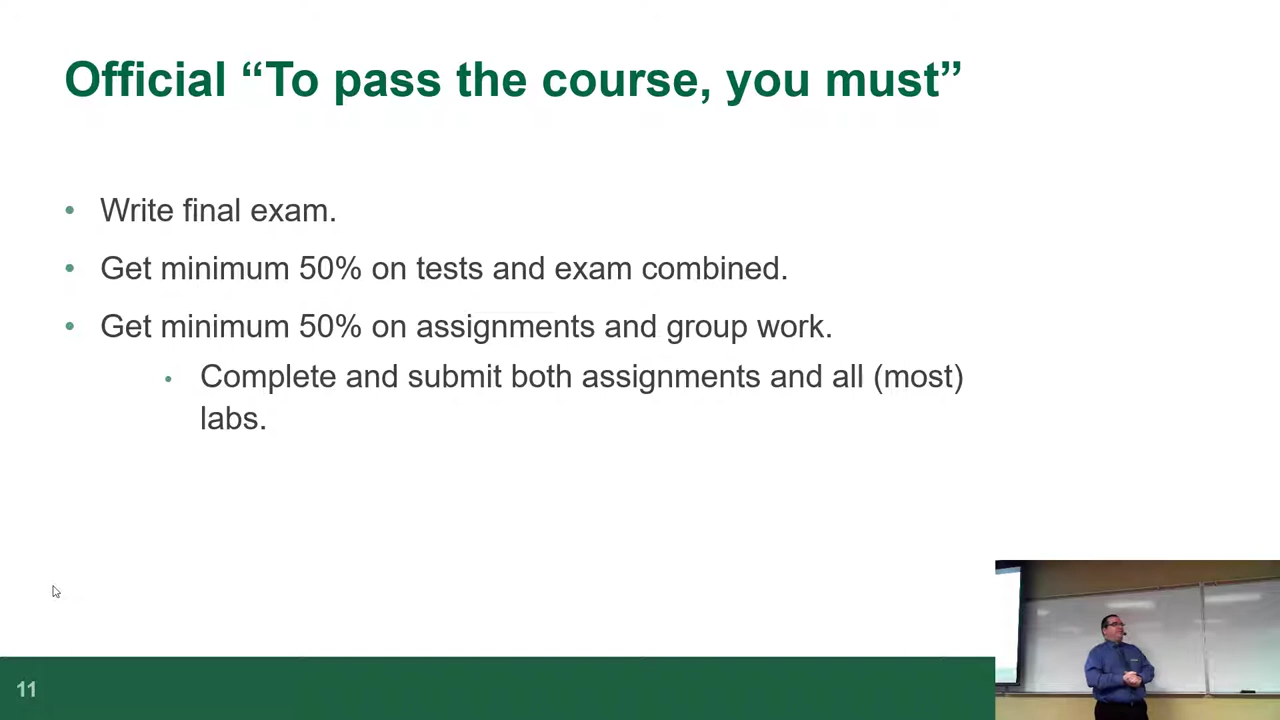 Official “To pass the course, you must”
• Write final exam.
• Get minimum 50% on tests and exam combined.
• Get minimum 50% on assignments and group work.
• Complete and submit both assignments and all (most)
labs.
11